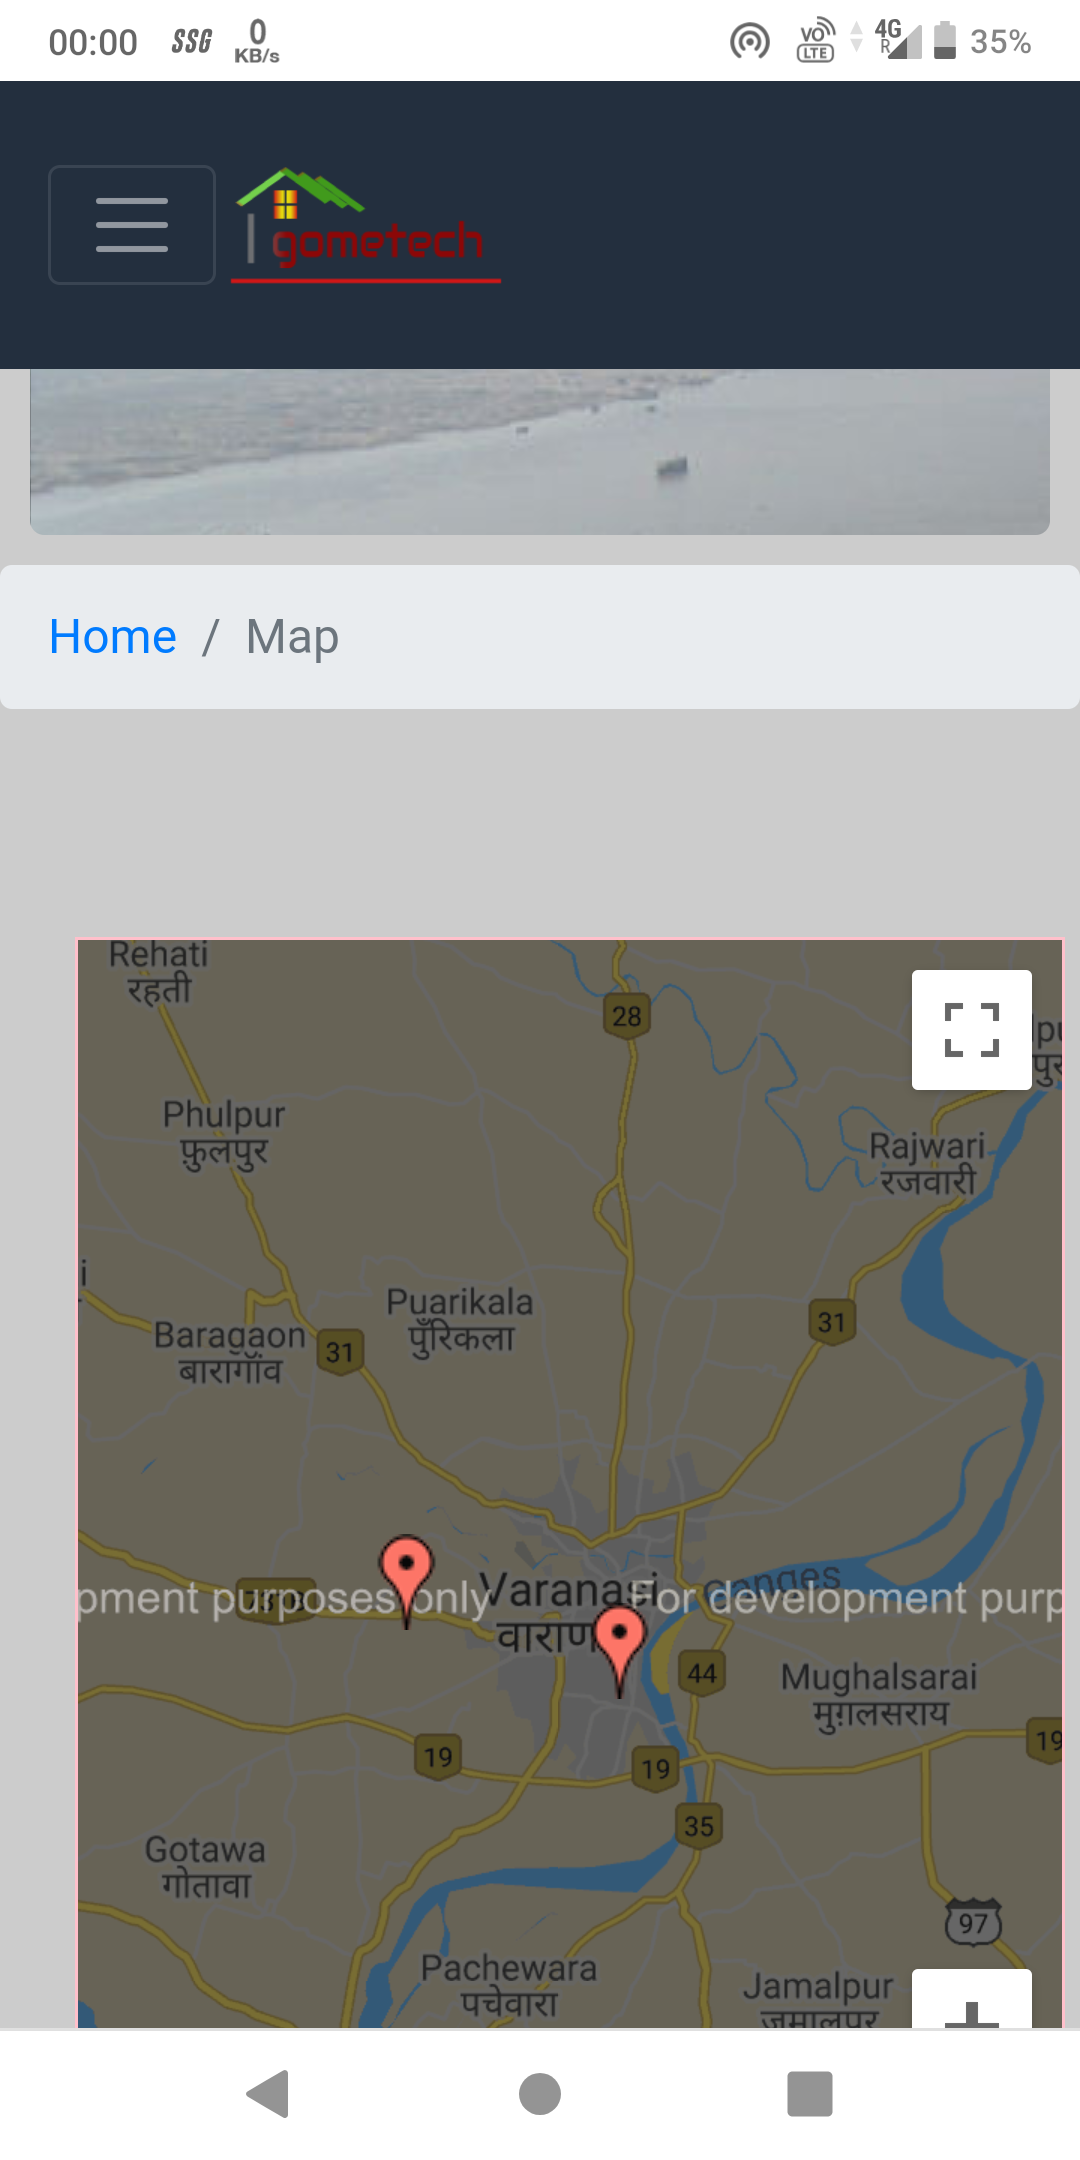 00:00 SSG 0 KB/s VO LTE 4G R 35%
gometech
Home / Map
Rehati
रहती
28
Phulpur
फुलपुर
Rajwari
रजवारी
Puarikala
पुँरिकला
31
Baragaon
बारागॉंव
31
Varanasi
वाराण
Ganges
pment purposes only
For development purp
44
Mughalsarai
मुग़लसराय
19
19
19
35
Gotawa
गोतावा
97
Pachewara
पचेवारा
Jamalpur
जमालपुर